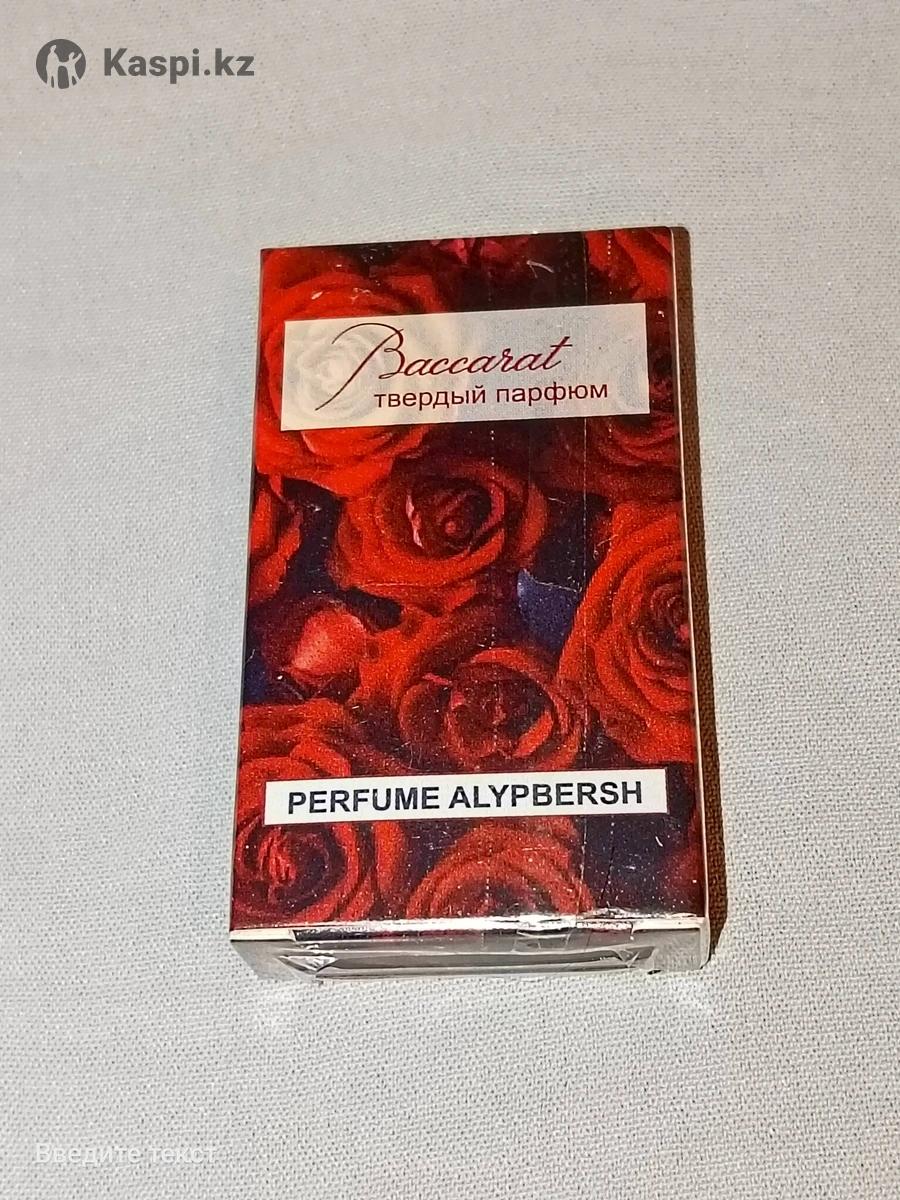 Kaspi.kz
Baccarat
твердый парфюм
PERFUME ALYPBERSH
Введите текст